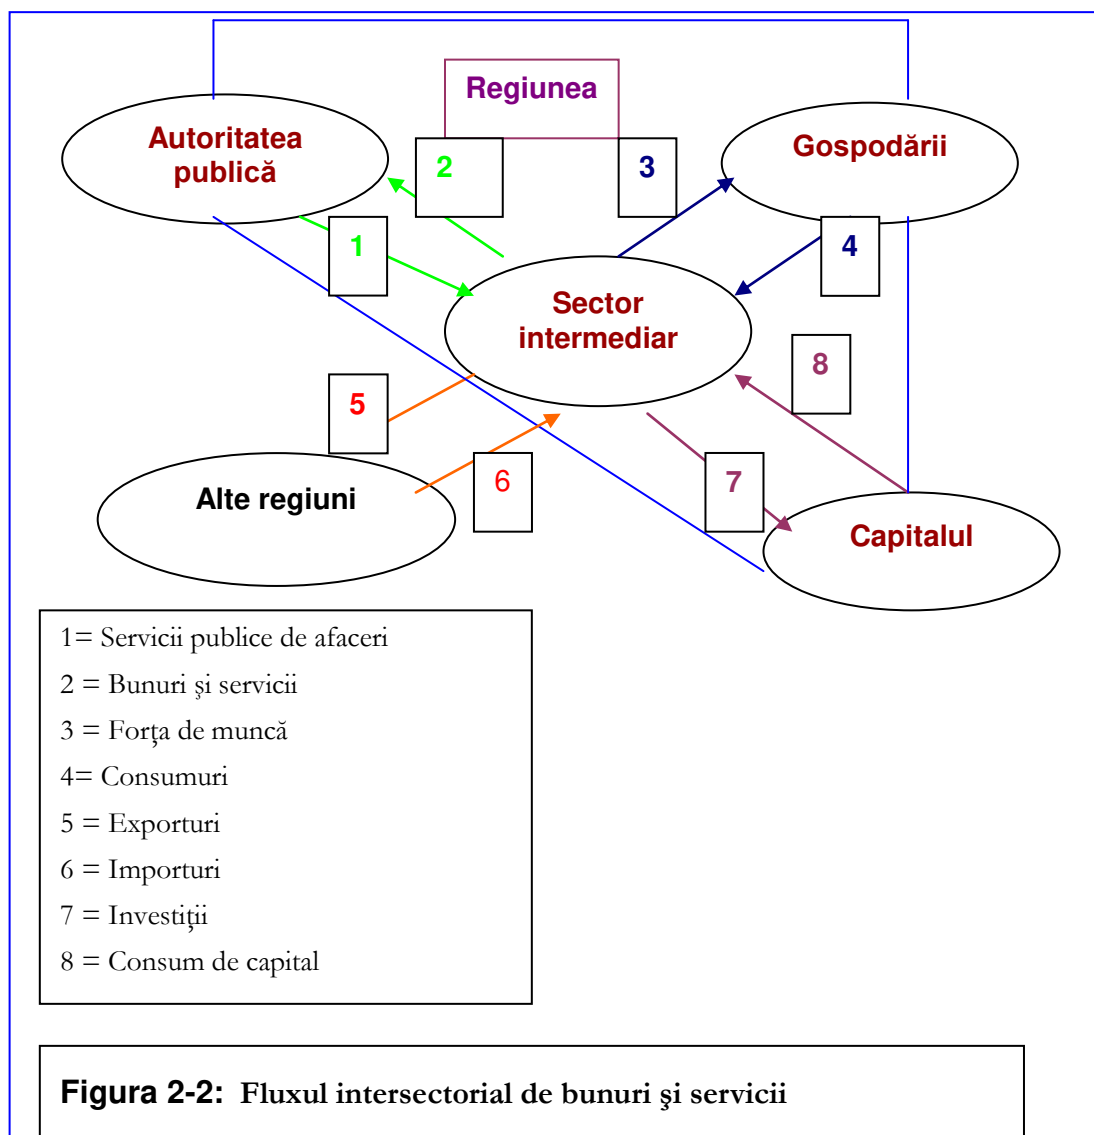 Regiunea
Autoritatea
publică
Gospodării
2
3
1
4
Sector
intermediar
8
5
6
7
Alte regiuni
Capitalul
1= Servicii publice de afaceri
2 = Bunuri şi servicii
3 = Forţa de muncă
4= Consumuri
5 = Exporturi
6 = Importuri
7 = Investiţii
8 = Consum de capital
Figura 2-2: Fluxul intersectorial de bunuri şi servicii